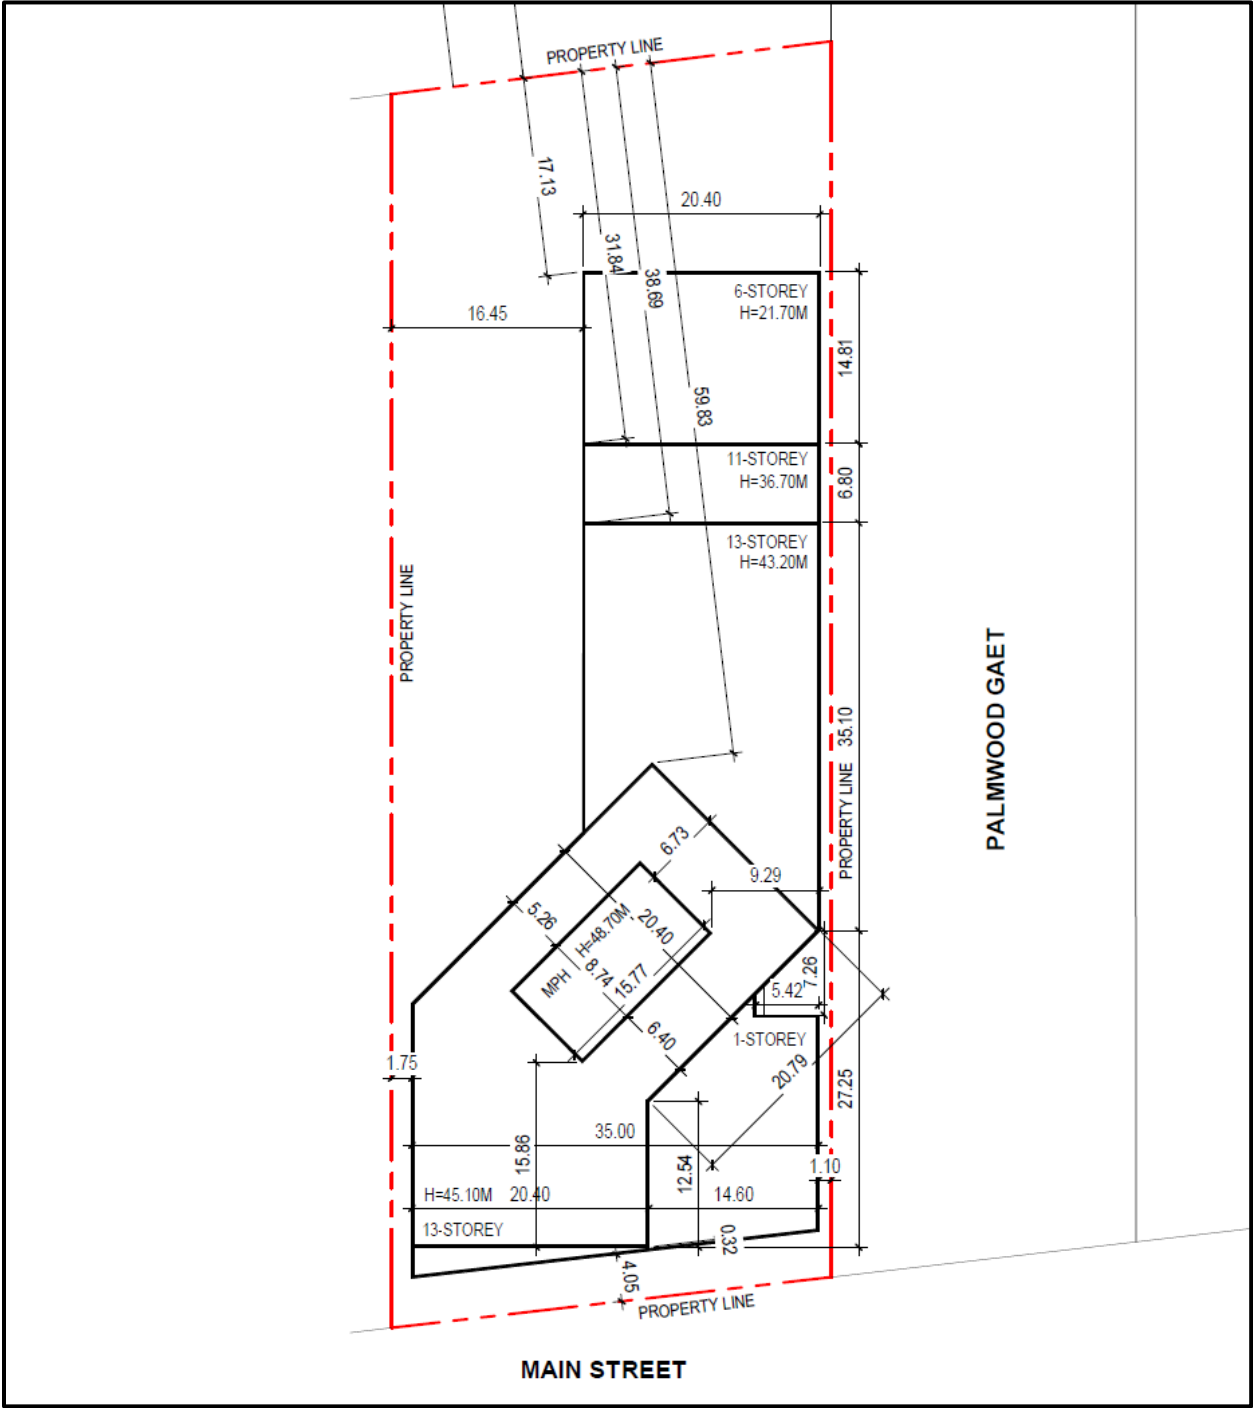 PROPERTY LINE
17.13
20.40
31.84
38.69
6-STOREY
H=21.70M
16.45
14.81
59.83
11-STOREY
H=36.70M
6.80
13-STOREY
H=43.20M
PROPERTY LINE
PALMWOOD GAET
35.10
PROPERTY LINE
6.73
9.29
5.26
H=48.70M
20.40
MPH
8.74
15.77
7.26
5.42
6.40
1-STOREY
20.79
1.75
27.25
35.00
15.86
12.54
1.10
H=45.10M
20.40
14.60
13-STOREY
0.32
4.05
PROPERTY LINE
MAIN STREET